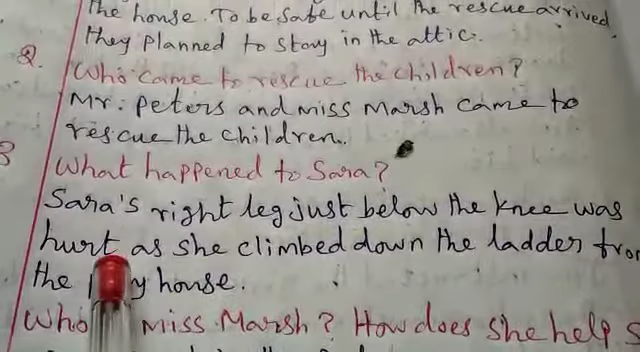 the house. To be safe until the rescue arrived
they planned to stay in the attic.
2. Who came to rescue the children?
Mr. Peters and miss Marsh came to
rescue the children.
3 What happened to Sara?
Sara's right leg just below the knee was
hurt as she climbed down the ladder from
the house.
Who miss Marsh? How does she help